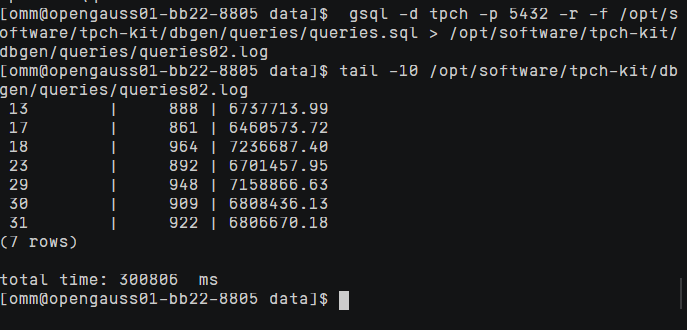 [omm@opengauss01-bb22-8805 data]$  gsql -d tpch -p 5432 -r -f /opt/s
oftware/tpch-kit/dbgen/queries/queries.sql > /opt/software/tpch-kit/
dbgen/queries/queries02.log
[omm@opengauss01-bb22-8805 data]$ tail -10 /opt/software/tpch-kit/db
gen/queries/queries02.log
 13         |     888 | 6737713.99
 17         |     861 | 6460573.72
 18         |     964 | 7236687.40
 23         |     892 | 6701457.95
 29         |     948 | 7158866.63
 30         |     909 | 6808436.13
 31         |     922 | 6806670.18
(7 rows)
total time: 300806  ms
[omm@opengauss01-bb22-8805 data]$